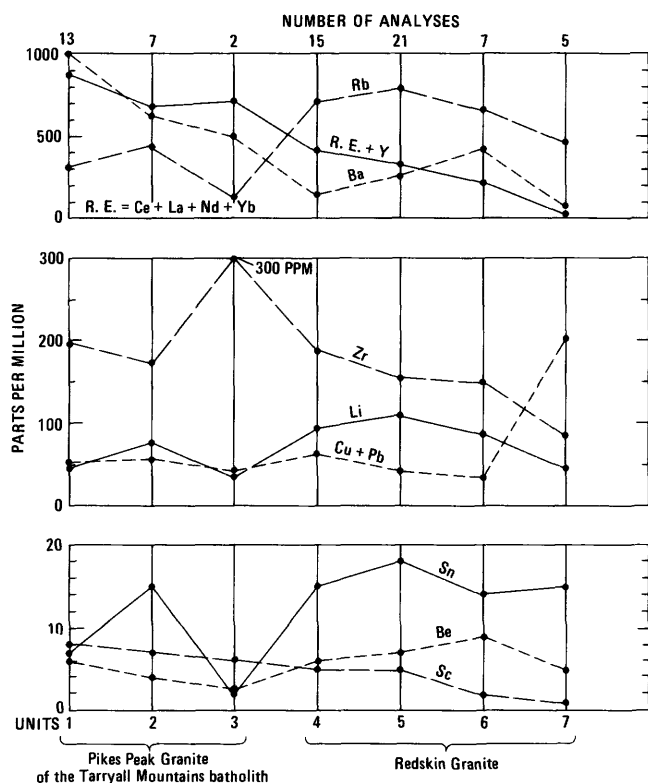 NUMBER OF ANALYSES
13 7 2 15 21 7 5
1000
500
0
Rb
R. E. + Y
Ba
R. E. = Ce + La + Nd + Yb
PARTS PER MILLION
300
200
100
0
300 PPM
Zr
Li
Cu + Pb
20
10
0
Sn
Be
Sc
UNITS 1 2 3 4 5 6 7
Pikes Peak Granite
of the Tarryall Mountains batholith
Redskin Granite